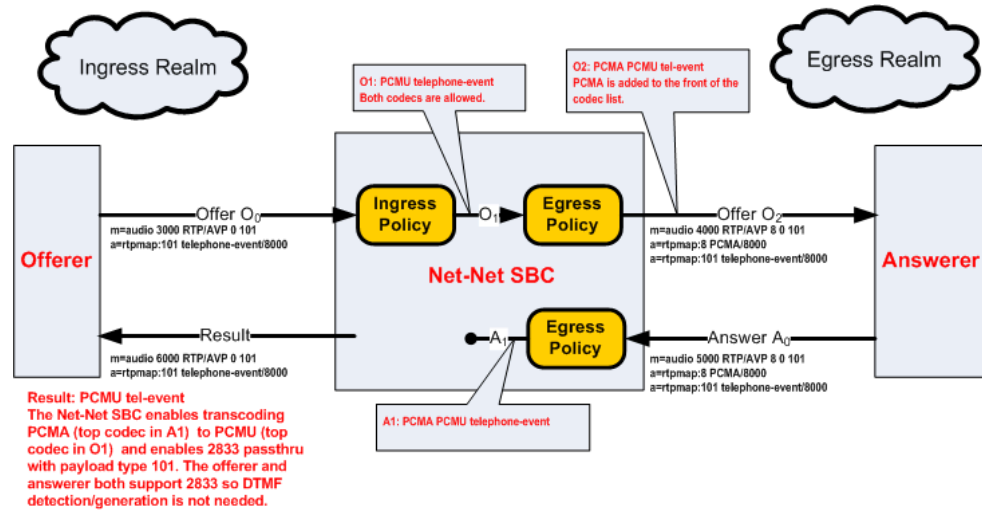 Ingress Realm
Egress Realm
O1: PCMU telephone-event
Both codecs are allowed.
O2: PCMA PCMU tel-event
PCMA is added to the front of the
codec list.
Offerer
Offer O0
m=audio 3000 RTP/AVP 0 101
a=rtpmap:101 telephone-event/8000
Ingress
Policy
O1
Egress
Policy
Offer O2
m=audio 4000 RTP/AVP 8 0 101
a=rtpmap:8 PCMA/8000
a=rtpmap:101 telephone-event/8000
Answerer
Net-Net SBC
Result
m=audio 6000 RTP/AVP 0 101
a=rtpmap:101 telephone-event/8000
A1
Egress
Policy
Answer A0
m=audio 5000 RTP/AVP 8 0 101
a=rtpmap:8 PCMA/8000
a=rtpmap:101 telephone-event/8000
A1: PCMA PCMU telephone-event
Result: PCMU tel-event
The Net-Net SBC enables transcoding
PCMA (top codec in A1) to PCMU (top
codec in O1) and enables 2833 passthru
with payload type 101. The offerer and
answerer both support 2833 so DTMF
detection/generation is not needed.